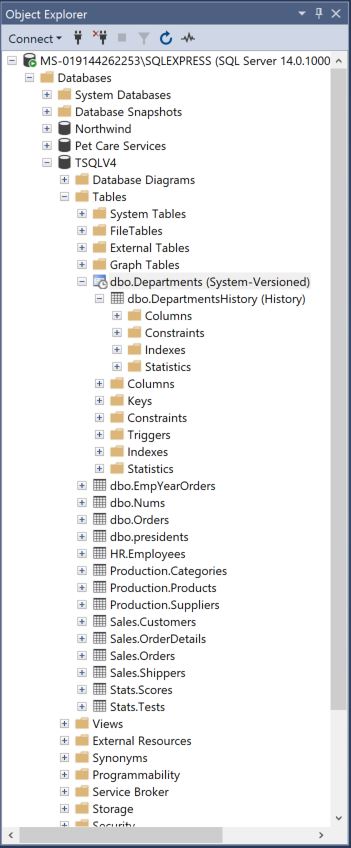 Object Explorer
Connect
MS-019144262253\SQLEXPRESS (SQL Server 14.0.1000
Databases
System Databases
Database Snapshots
Northwind
Pet Care Services
TSQLV4
Database Diagrams
Tables
System Tables
FileTables
External Tables
Graph Tables
dbo.Departments (System-Versioned)
dbo.DepartmentsHistory (History)
Columns
Constraints
Indexes
Statistics
Columns
Keys
Constraints
Triggers
Indexes
Statistics
dbo.EmpYearOrders
dbo.Nums
dbo.Orders
dbo.presidents
HR.Employees
Production.Categories
Production.Products
Production.Suppliers
Sales.Customers
Sales.OrderDetails
Sales.Orders
Sales.Shippers
Stats.Scores
Stats.Tests
Views
External Resources
Synonyms
Programmability
Service Broker
Storage
Security